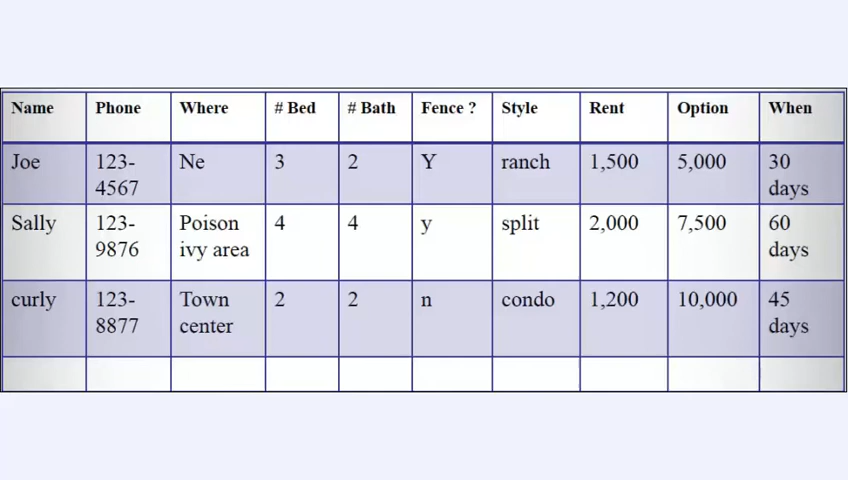 Name Phone Where # Bed # Bath Fence ? Style Rent Option When
Joe 123- Ne 3 2 Y ranch 1,500 5,000 30
4567 days
Sally 123- Poison 4 4 y split 2,000 7,500 60
9876 ivy area days
curly 123- Town 2 2 n condo 1,200 10,000 45
8877 center days